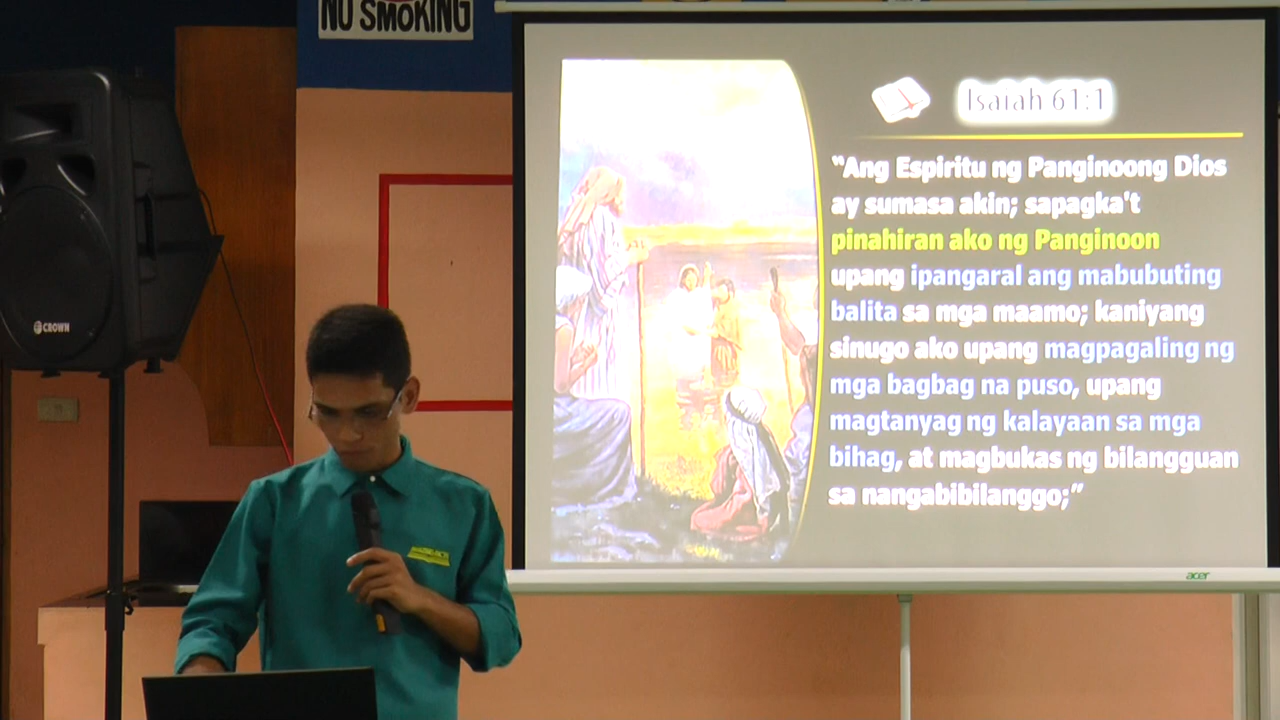 NO SMOKING
Isaiah 61:1
“Ang Espiritu ng Panginoong Dios
ay sumasa akin; sapagka't
pinahiran ako ng Panginoon
upang ipangaral ang mabubuting
balita sa mga maamo; kaniyang
sinugo ako upang magpagaling ng
mga bagbag na puso, upang
magtanyag ng kalayaan sa mga
bihag, at magbukas ng bilangguan
sa nangabibilanggo;”
CROWN
acer